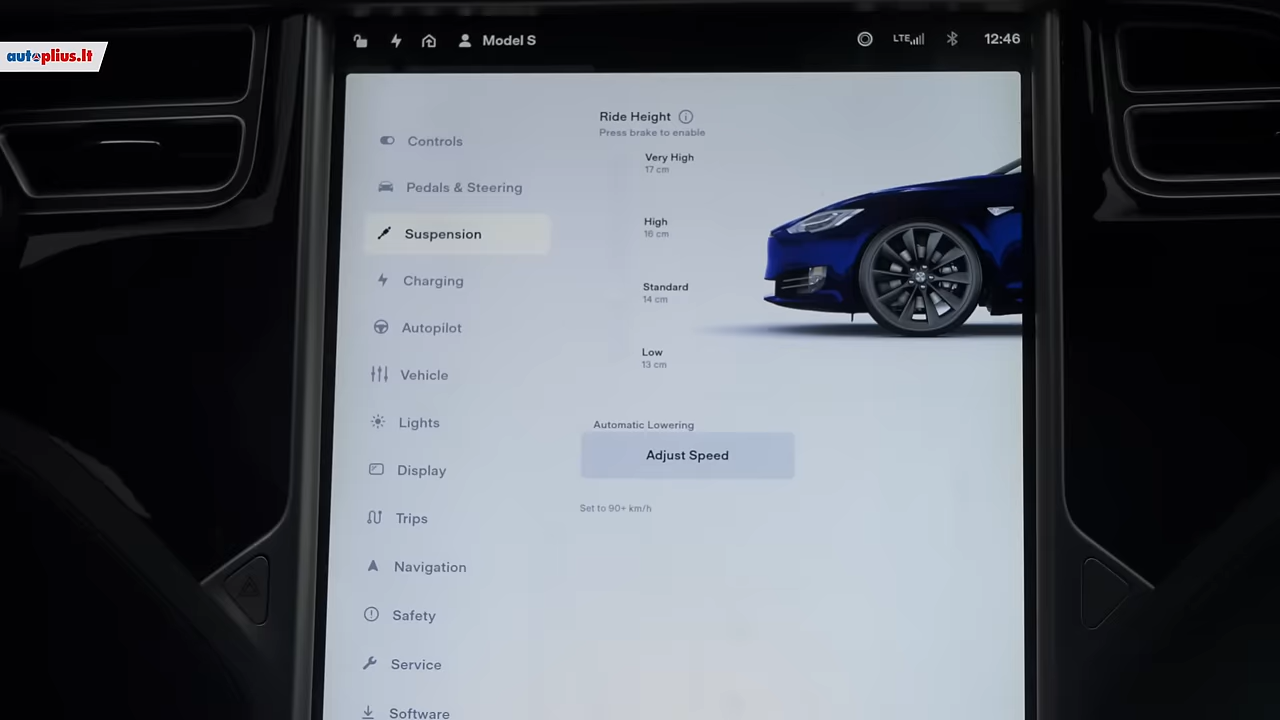 autoplius.lt
Model S
LTE
12:46
Controls
Pedals & Steering
Suspension
Charging
Autopilot
Vehicle
Lights
Display
Trips
Navigation
Safety
Service
Software
Ride Height
Press brake to enable
Very High
17 cm
High
16 cm
Standard
14 cm
Low
13 cm
Automatic Lowering
Adjust Speed
Set to 90+ km/h